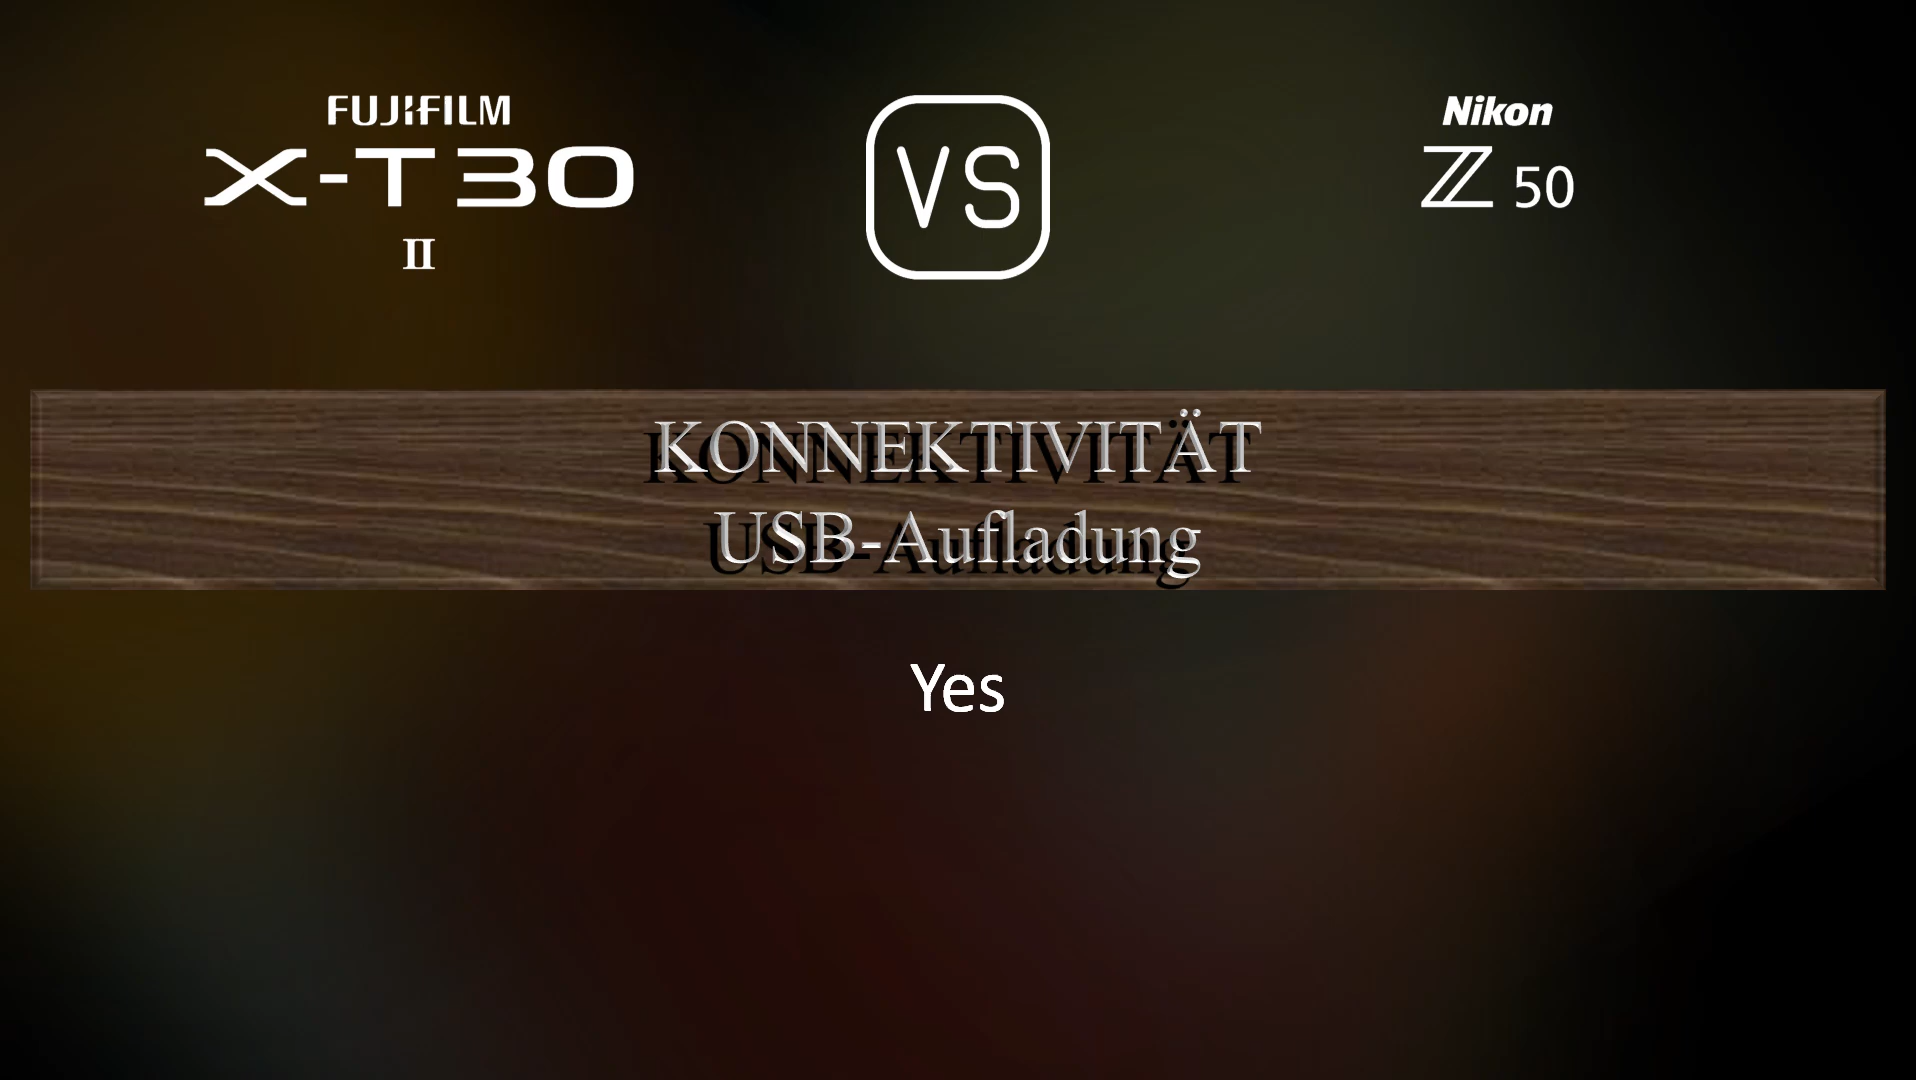 FUJIFILM
X-T30
II
VS
Nikon
Z 50
KONNEKTIVITÄT
USB-Aufladung
Yes